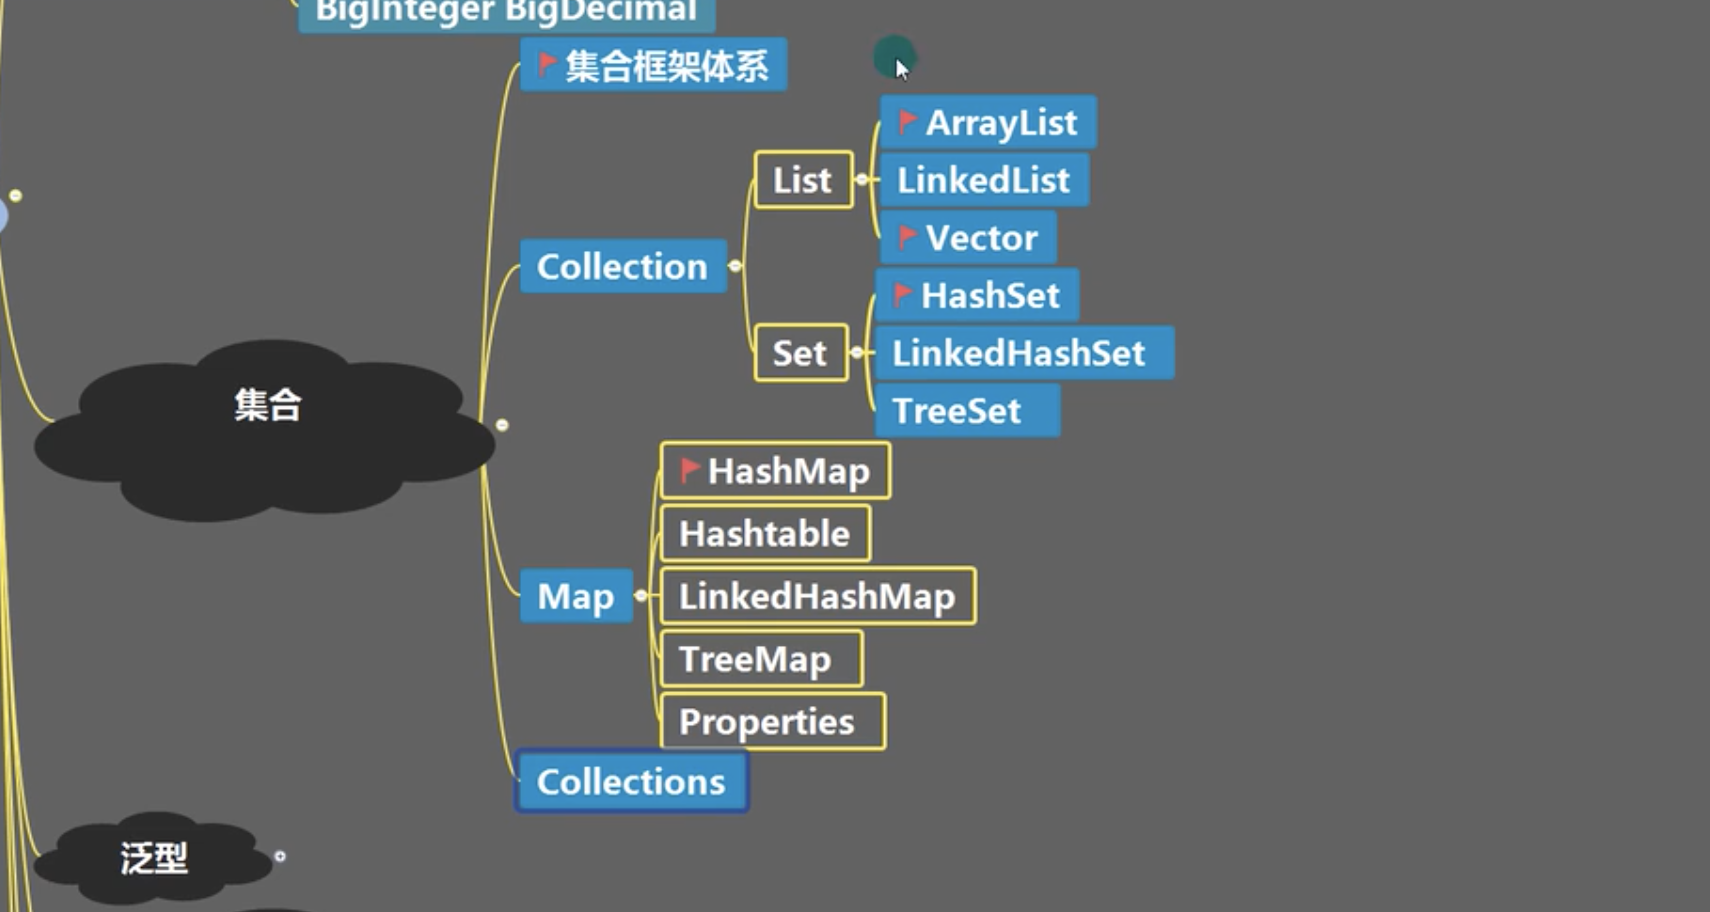 BigInteger BigDecimal
集合框架体系
ArrayList
List
LinkedList
Vector
Collection
HashSet
Set
LinkedHashSet
TreeSet
集合
HashMap
Hashtable
Map
LinkedHashMap
TreeMap
Properties
Collections
泛型